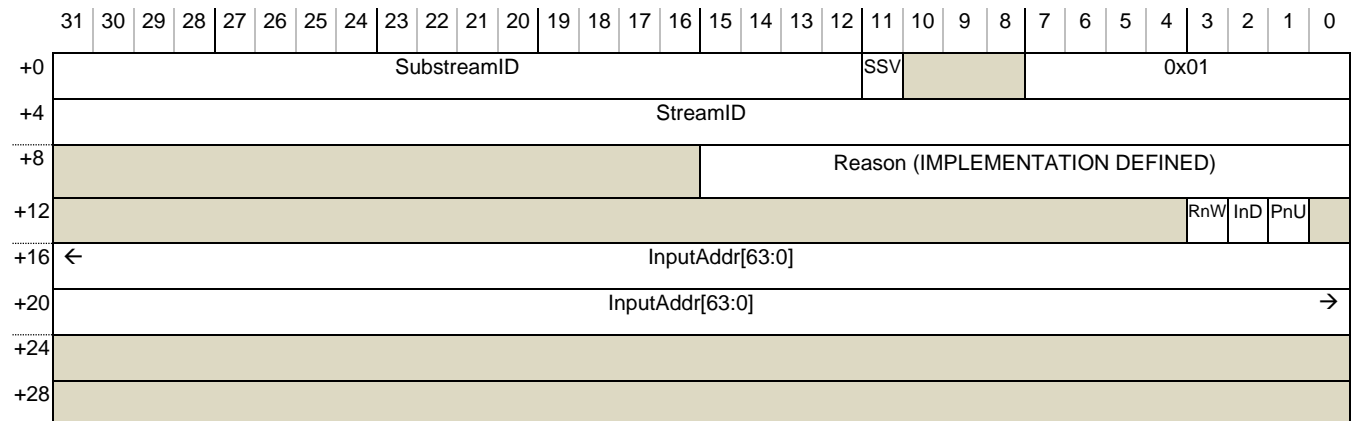 31 30 29 28 27 26 25 24 23 22 21 20 19 18 17 16 15 14 13 12 11 10 9 8 7 6 5 4 3 2 1 0
+0 SubstreamID SSV 0x01
+4 StreamID
+8 Reason (IMPLEMENTATION DEFINED)
+12 RnW InD PnU
+16 ← InputAddr[63:0]
+20 InputAddr[63:0] →
+24
+28